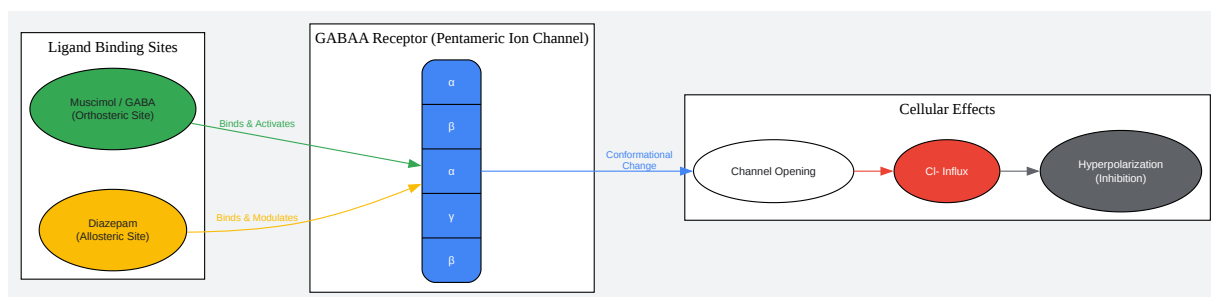 Ligand Binding Sites
Muscimol / GABA
(Orthosteric Site)
Diazepam
(Allosteric Site)
Binds & Activates
Binds & Modulates
GABAA Receptor (Pentameric Ion Channel)
α
β
α
γ
β
Conformational
Change
Cellular Effects
Channel Opening
Cl- Influx
Hyperpolarization
(Inhibition)